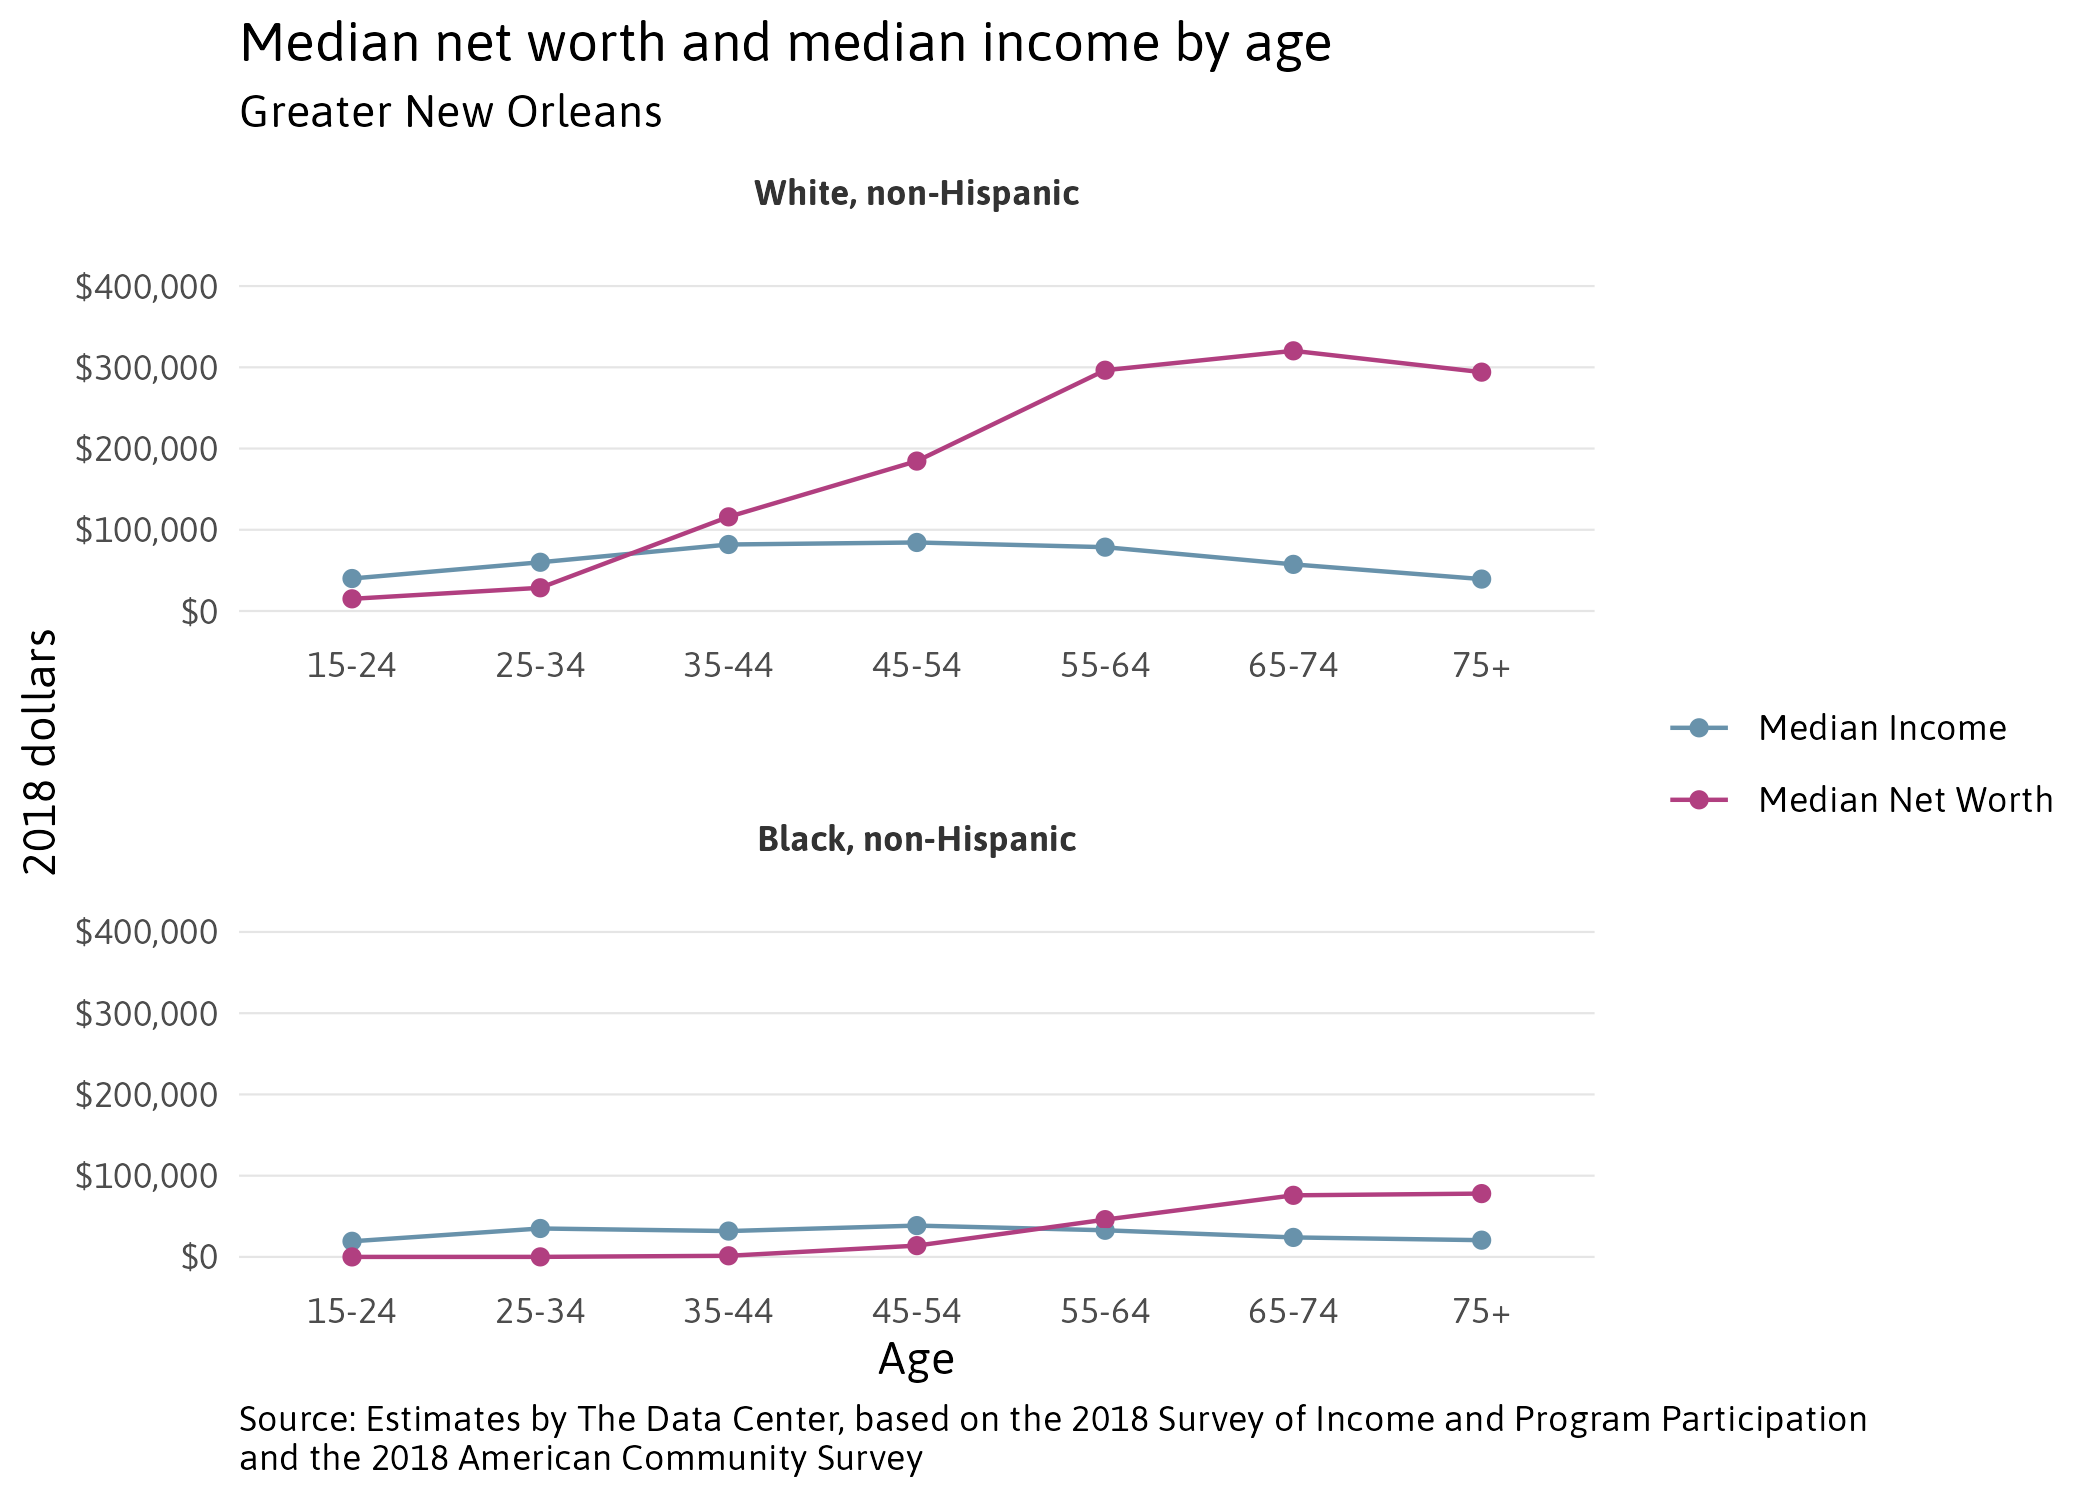 Median net worth and median income by age
Greater New Orleans
White, non-Hispanic
$400,000
$300,000
$200,000
$100,000
$0
15-24 25-34 35-44 45-54 55-64 65-74 75+
2018 dollars
Median Income
Median Net Worth
Black, non-Hispanic
$400,000
$300,000
$200,000
$100,000
$0
15-24 25-34 35-44 45-54 55-64 65-74 75+
Age
Source: Estimates by The Data Center, based on the 2018 Survey of Income and Program Participation
and the 2018 American Community Survey